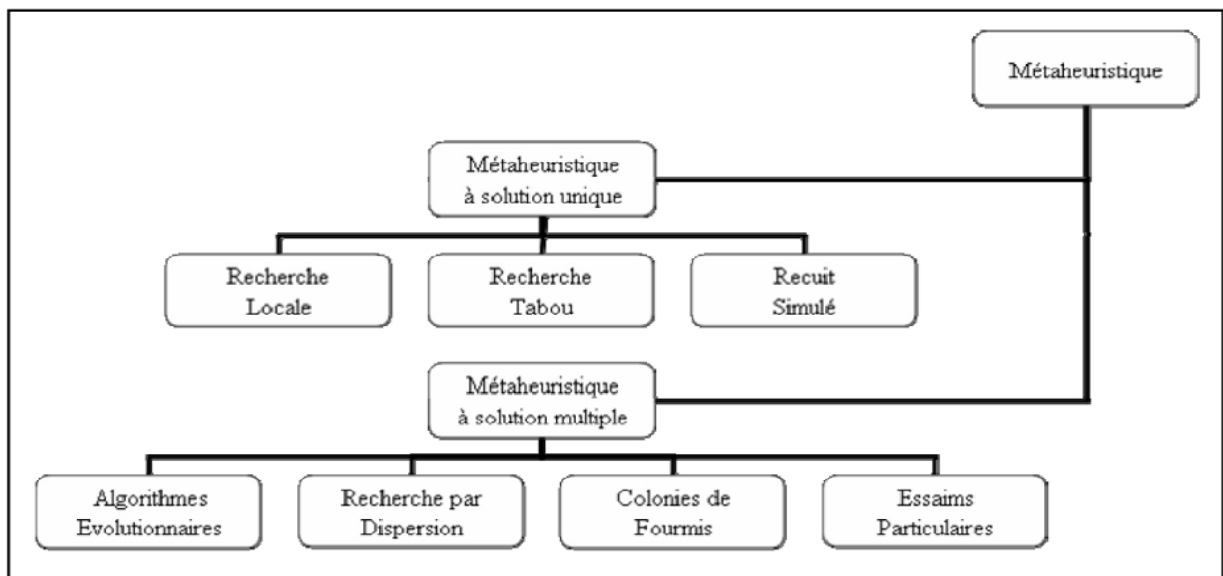 Métaheuristique
Métaheuristique
à solution unique
Recherche
Locale
Recherche
Tabou
Recuit
Simulé
Métaheuristique
à solution multiple
Algorithmes
Evolutionnaires
Recherche par
Dispersion
Colonies de
Fourmis
Essaims
Particulaires